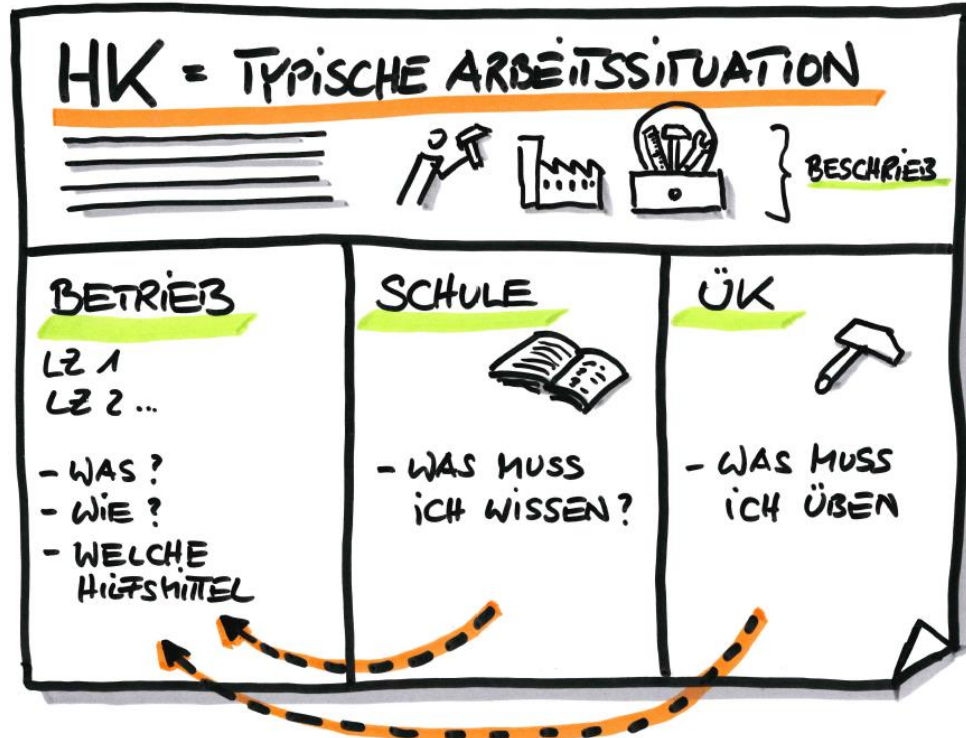 HK = TYPISCHE ARBEITSSITUATION
BESCHRIEB
BETRIEB
LZ 1
LZ 2 ...
- WAS ?
- WIE ?
- WELCHE
HILFSMITTEL
SCHULE
- WAS MUSS
ICH WISSEN ?
ÜK
- WAS MUSS
ICH ÜBEN